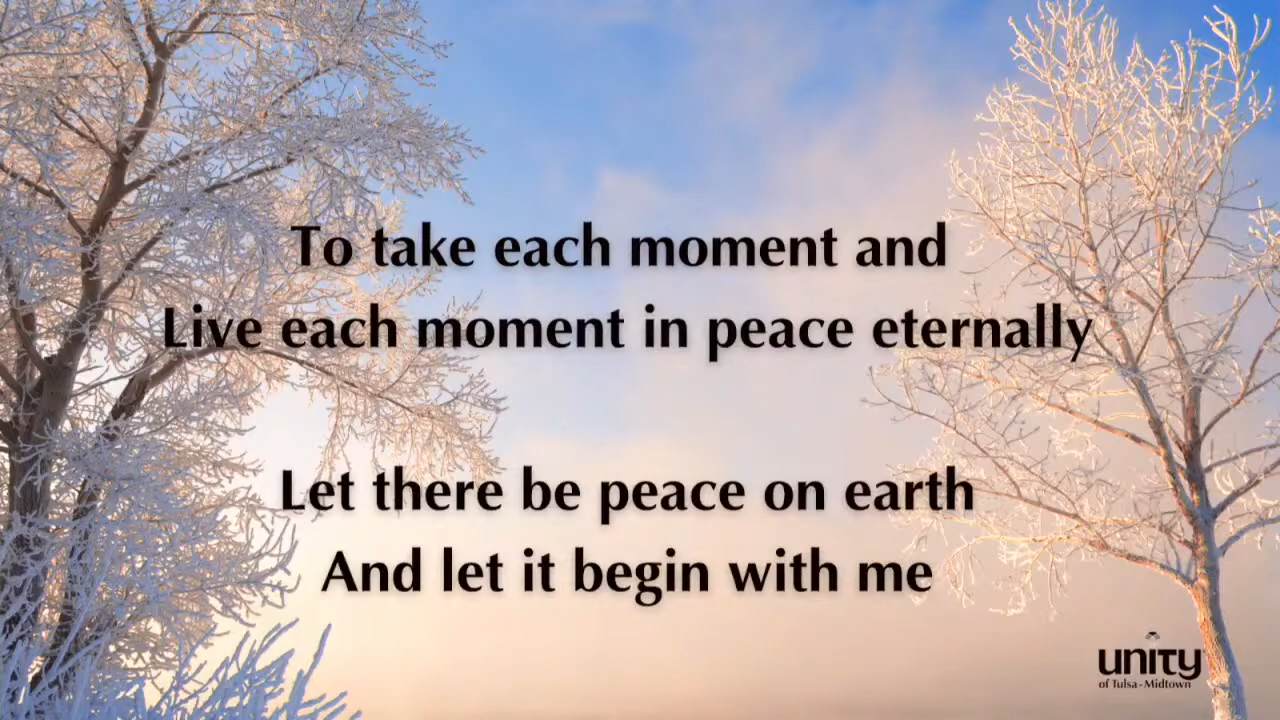 To take each moment and
Live each moment in peace eternally
Let there be peace on earth
And let it begin with me
unity
of Tulsa - Midtown